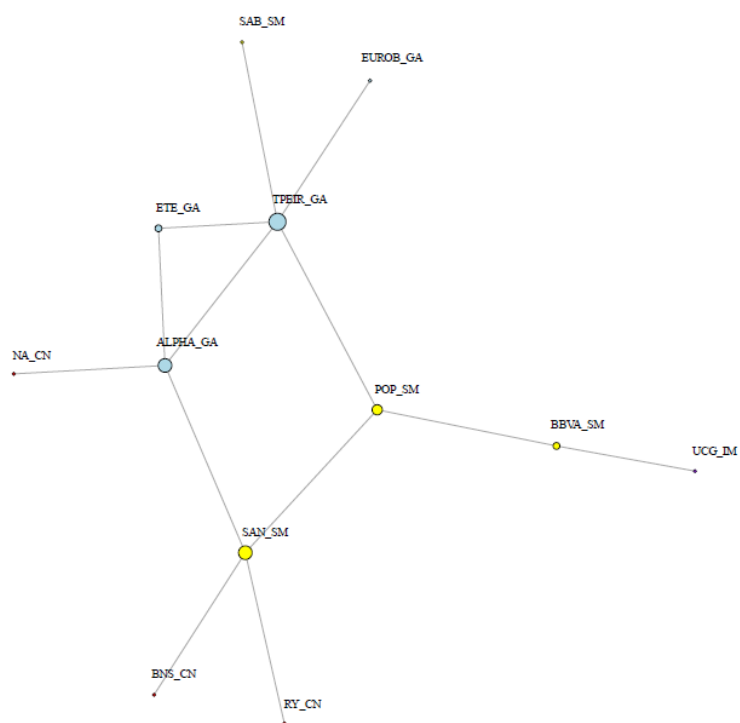 SAB_SM
EUROB_GA
TPEIR_GA
ETE_GA
ALPHA_GA
NA_CN
POP_SM
BBVA_SM
UCG_IM
SAN_SM
BNS_CN
RY_CN